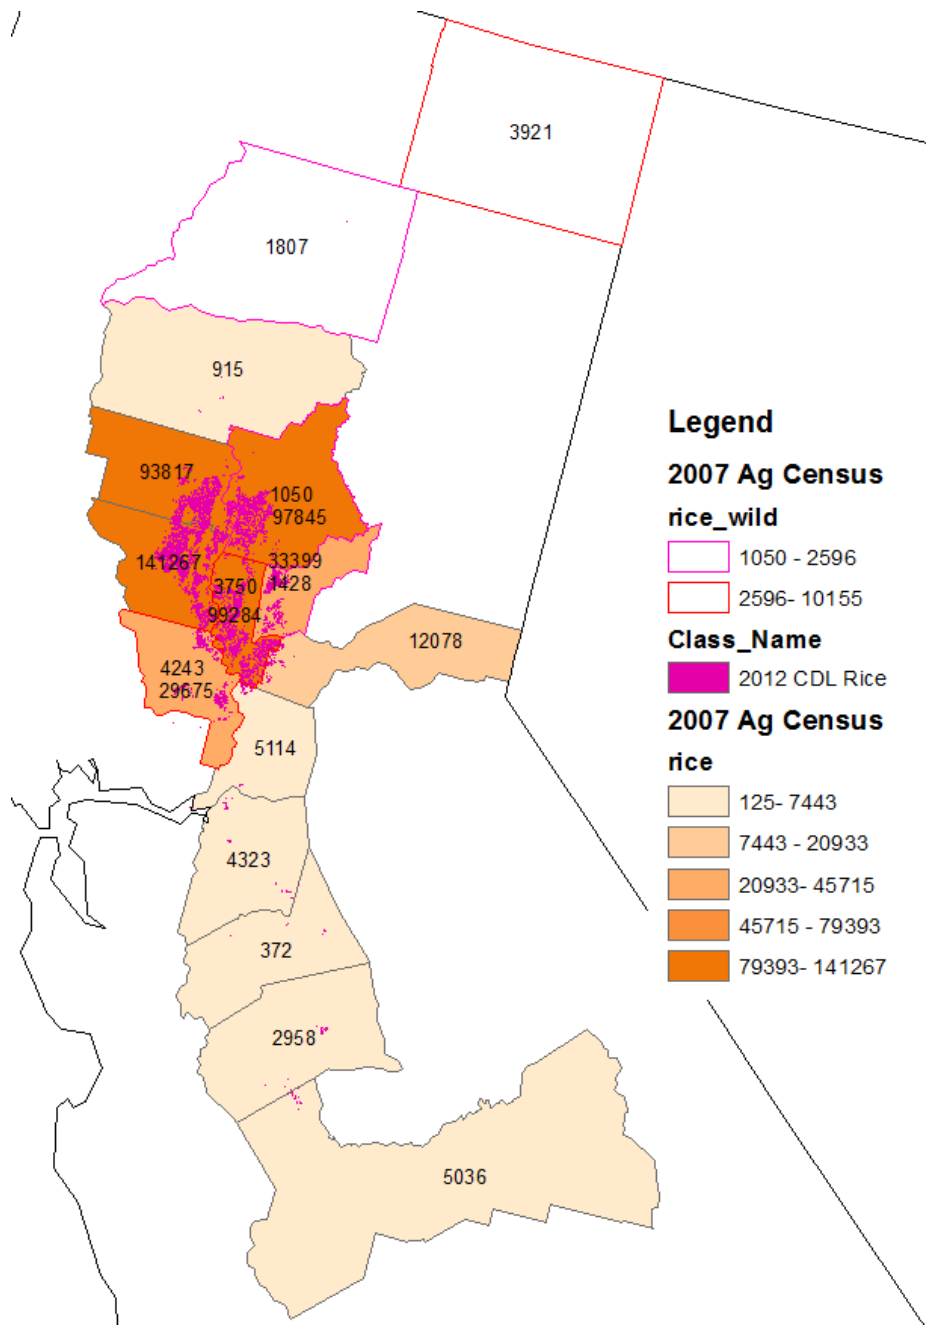 3921
1807
915
93817
1050
97845
141267
33399
1428
3750
99284
12078
4243
29675
5114
4323
372
2958
5036
Legend
2007 Ag Census
rice_wild
1050 - 2596
2596- 10155
Class_Name
2012 CDL Rice
2007 Ag Census
rice
125- 7443
7443 - 20933
20933- 45715
45715 - 79393
79393- 141267